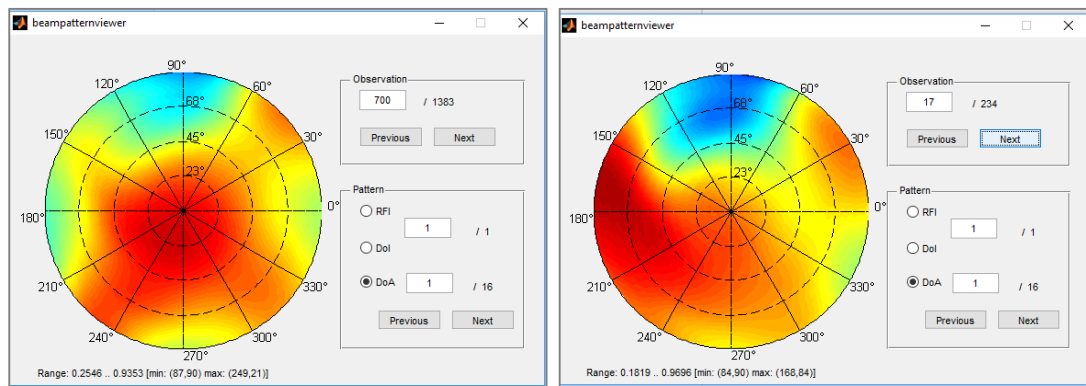 beampatternviewer
90°
120°
60°
68°
150°
45°
30°
23°
180°
0°
210°
330°
240°
300°
270°
Observation
700 / 1383
Previous Next
Pattern
RFI
1 / 1
DoI
DoA 1 / 16
Previous Next
Range: 0.2546 .. 0.9353 [min: (87,90) max: (249,21)]
beampatternviewer
90°
120°
60°
68°
150°
45°
30°
23°
180°
0°
210°
330°
240°
300°
270°
Observation
17 / 234
Previous Next
Pattern
RFI
1 / 1
DoI
DoA 1 / 16
Previous Next
Range: 0.1819 .. 0.9696 [min: (84,90) max: (168,84)]